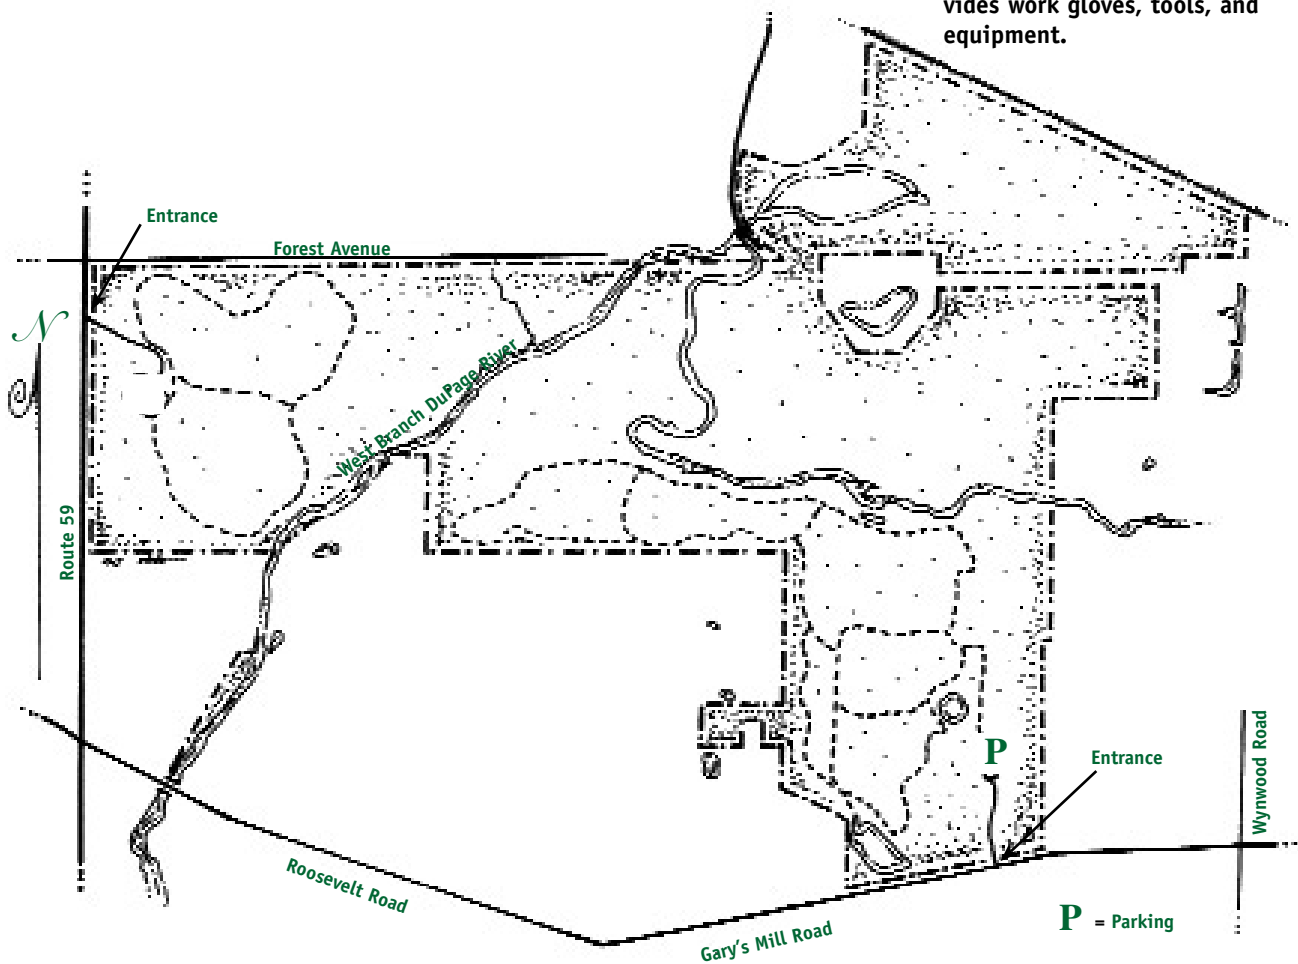 vides work gloves, tools, and
equipment.
Entrance
Forest Avenue
N
West Branch DuPage River
Route 59
P
Entrance
Wynwood Road
Roosevelt Road
Gary's Mill Road
P = Parking